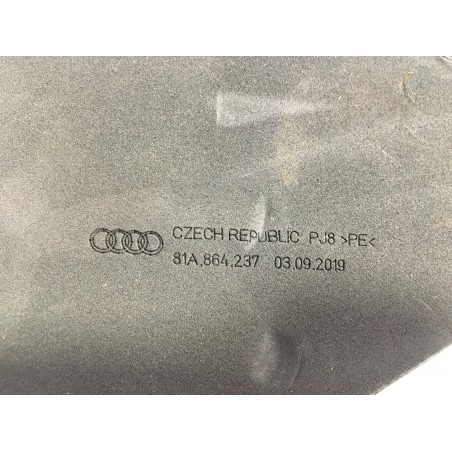 CZECH REPUBLIC PJ8 >PE<
81A.864.237 03.09.2019